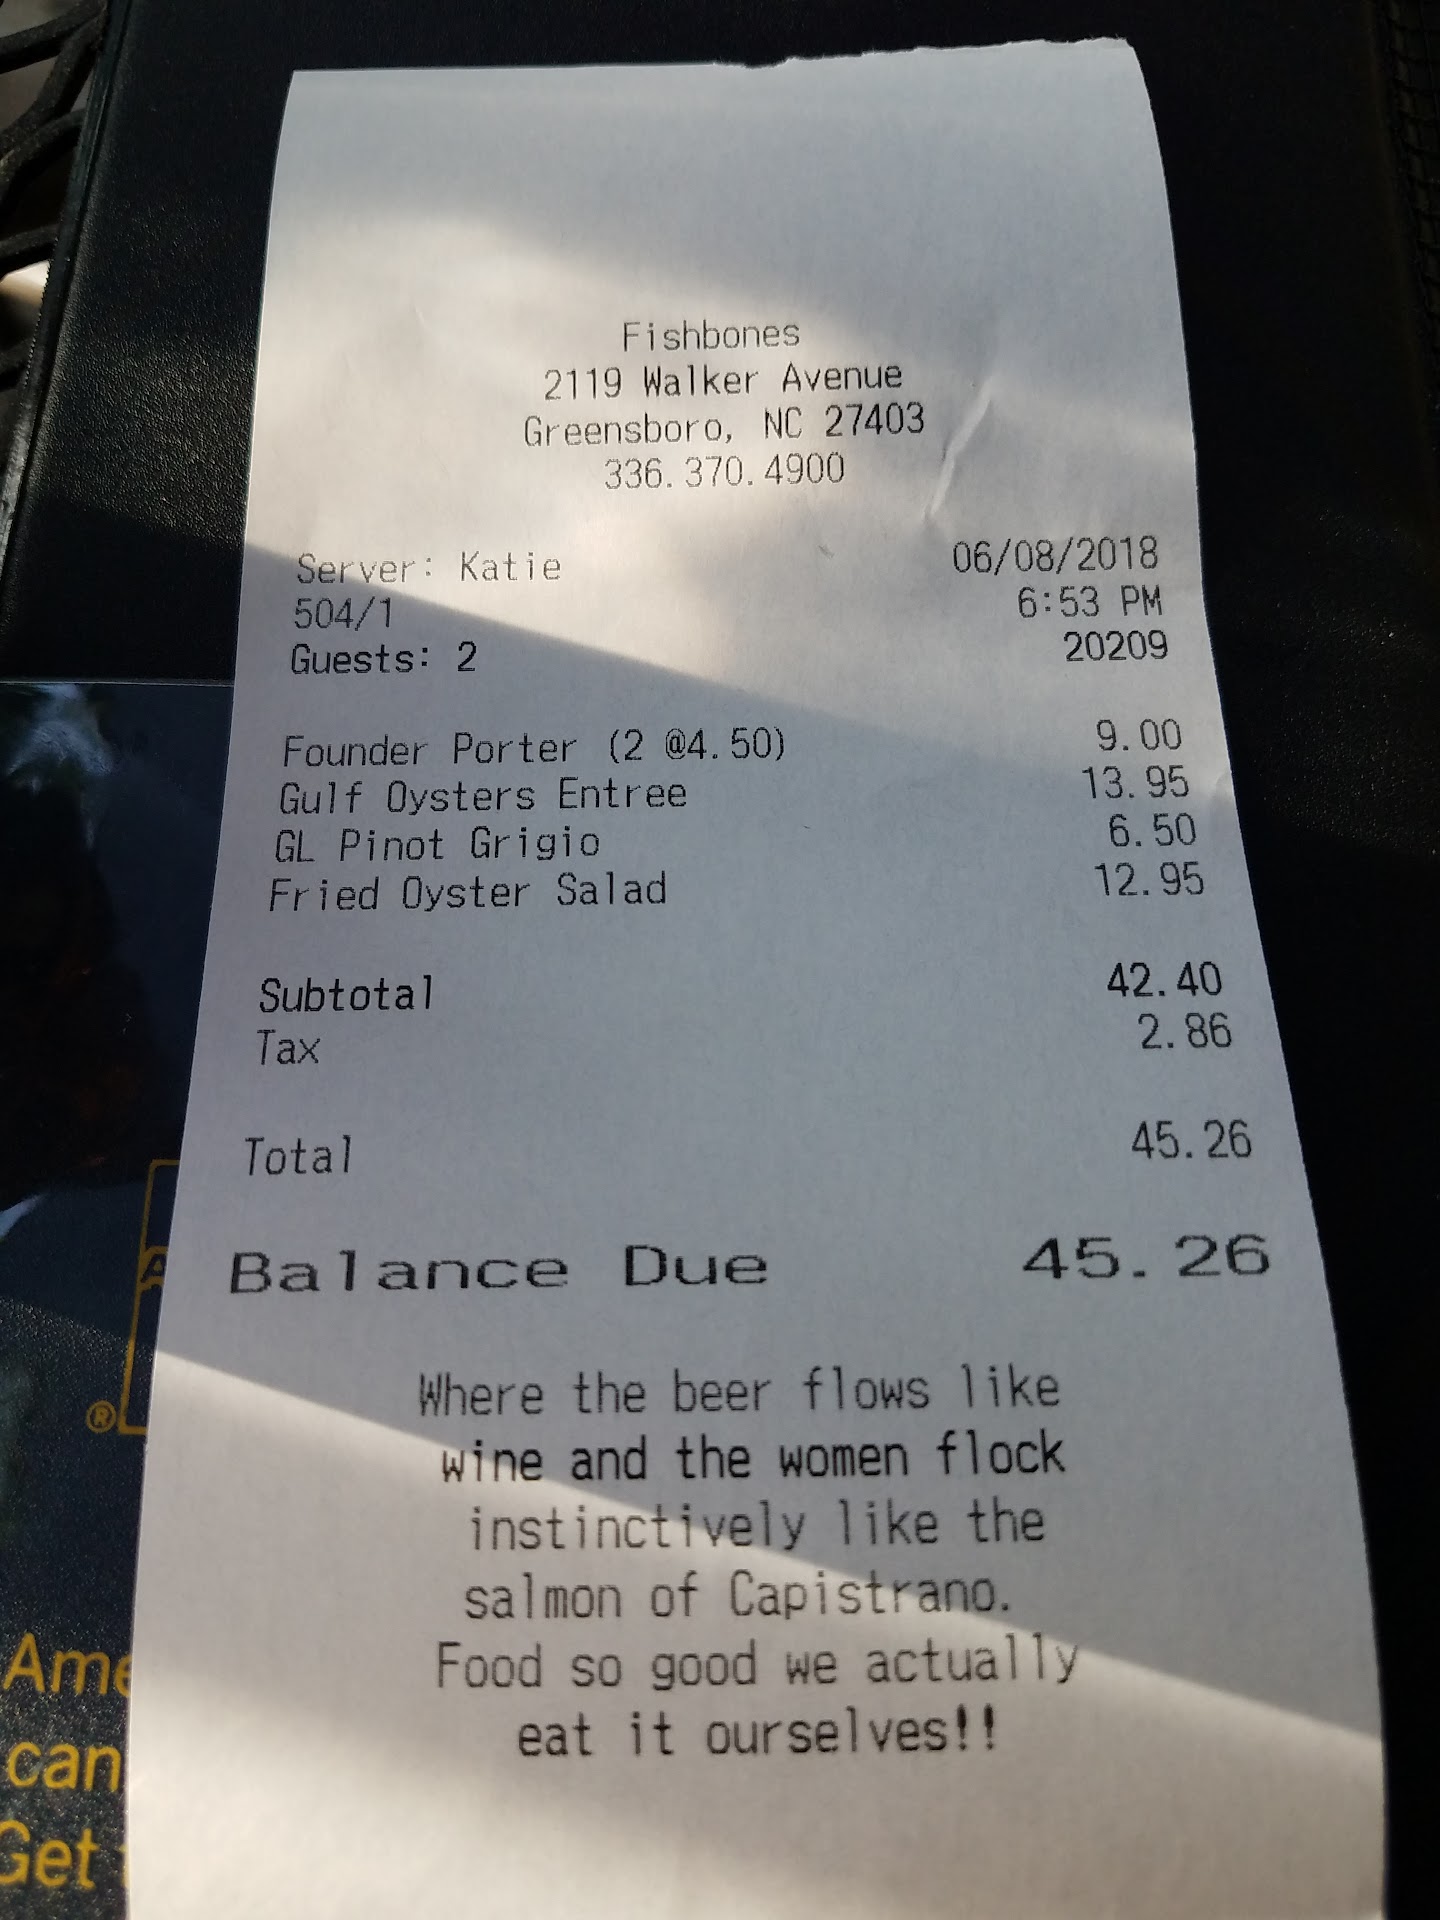 Fishbones
2119 Walker Avenue
Greensboro, NC 27403
336.370.4900
Server: Katie 06/08/2018
504/1 6:53 PM
Guests: 2 20209
Founder Porter (2 @4.50) 9.00
Gulf Oysters Entree 13.95
GL Pinot Grigio 6.50
Fried Oyster Salad 12.95
Subtotal 42.40
Tax 2.86
Total 45.26
Balance Due 45.26
Where the beer flows like
wine and the women flock
instinctively like the
salmon of Capistrano.
Food so good we actually
eat it ourselves!!
®
can
Get